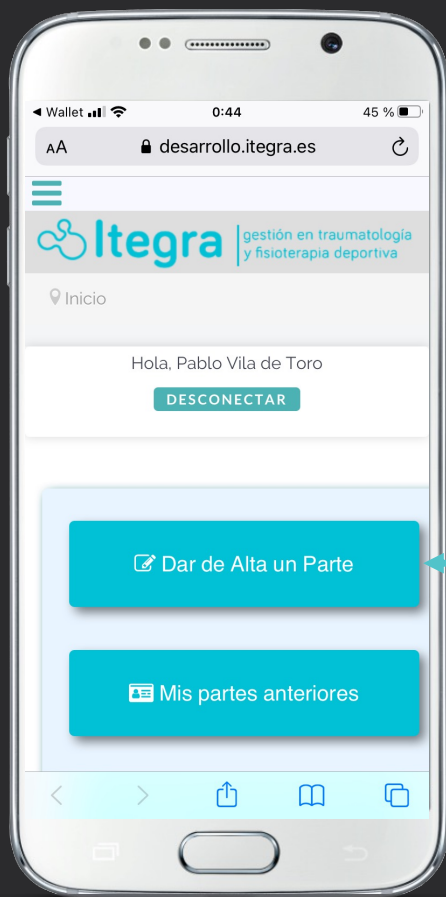 Wallet 0:44 45 %
AA desarrollo.itegra.es
Itegra gestión en traumatología
y fisioterapia deportiva
Inicio
Hola, Pablo Vila de Toro
DESCONECTAR
Dar de Alta un Parte
Mis partes anteriores